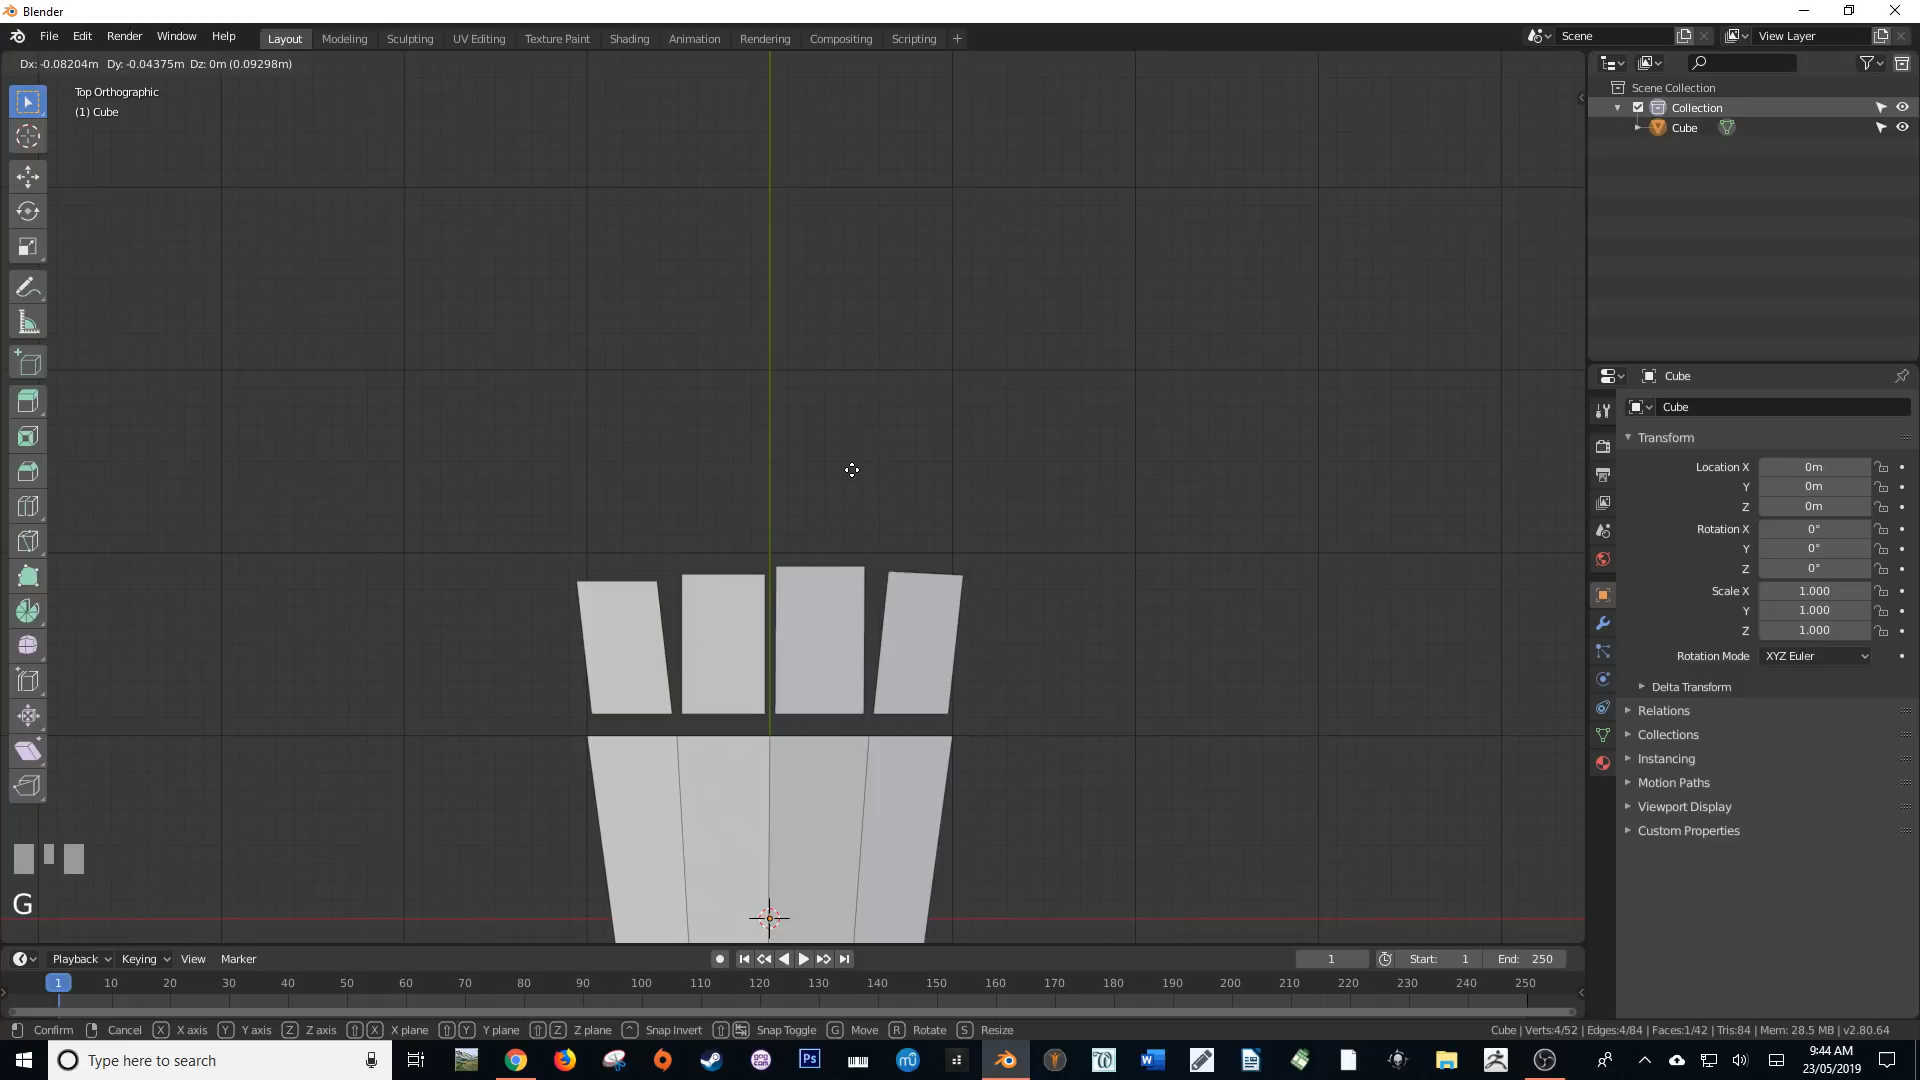 Blender
File Edit Render Window Help
Layout Modeling Sculpting UV Editing Texture Paint Shading Animation Rendering Compositing Scripting +
Scene View Layer
Dx: -0.08204m Dy: -0.04375m Dz: 0m (0.09298m)
Top Orthographic
(1) Cube
Scene Collection
Collection
Cube
Cube
Cube
Transform
Location X 0m
Y 0m
Z 0m
Rotation X 0°
Y 0°
Z 0°
Scale X 1.000
Y 1.000
Z 1.000
Rotation Mode XYZ Euler
Delta Transform
Relations
Collections
Instancing
Motion Paths
Viewport Display
Custom Properties
G
Playback Keying View Marker
1 Start: 1 End: 250
1 10 20 30 40 50 60 70 80 90 100 110 120 130 140 150 160 170 180 190 200 210 220 230 240 250
Confirm Cancel X X axis Y Y axis Z Z axis X X plane Y Y plane Z Z plane Snap Invert Snap Toggle G Move R Rotate S Resize
Cube | Verts:4/52 | Edges:4/84 | Faces:1/42 | Tris:84 | Mem: 28.5 MB | v2.80.64
Type here to search
Ps
9:44 AM
23/05/2019